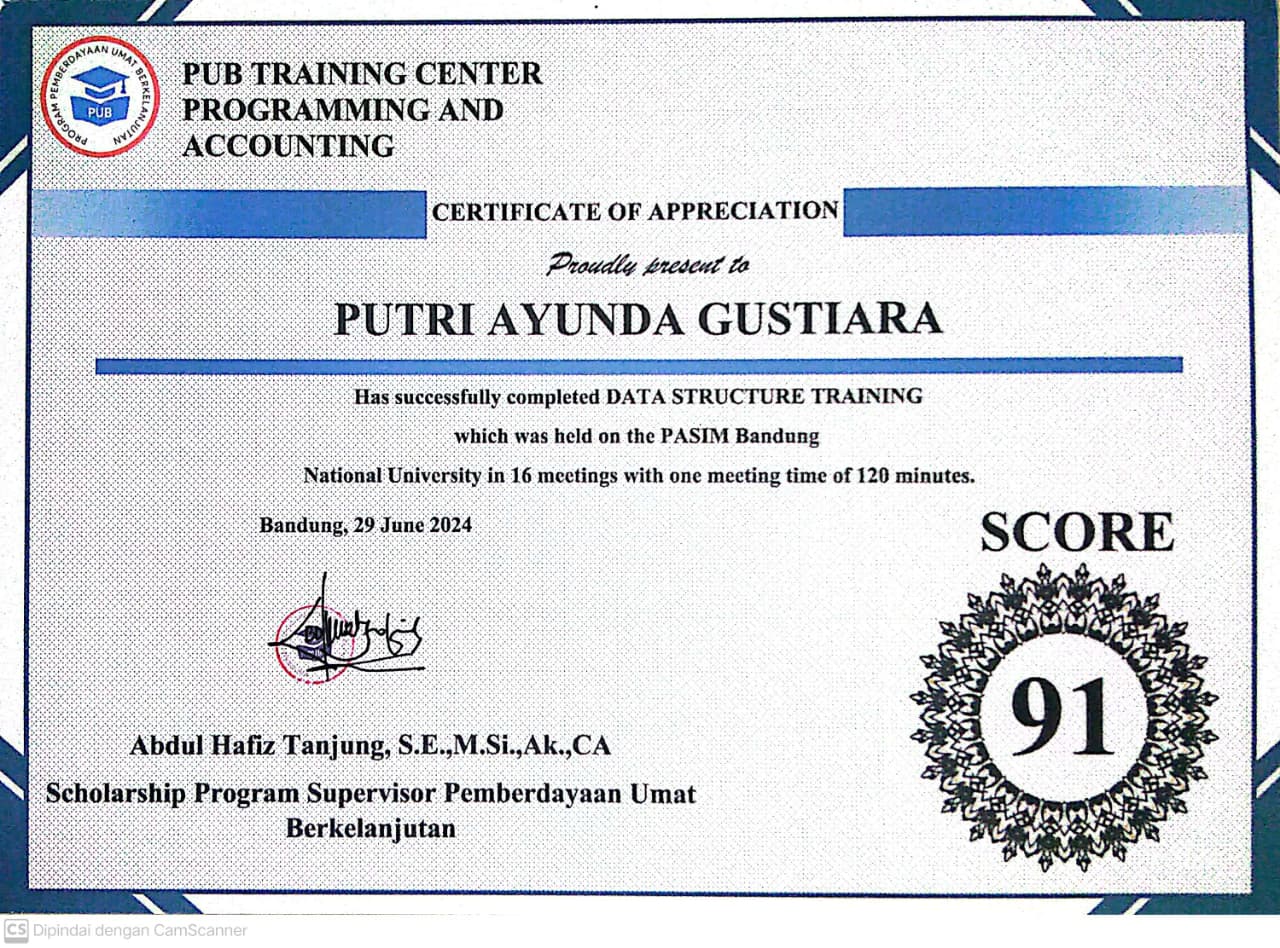 PROGRAM PEMBERDAYAAN UMAT BERKELANJUTAN
PUB
PUB TRAINING CENTER
PROGRAMMING AND
ACCOUNTING
CERTIFICATE OF APPRECIATION
Proudly present to
PUTRI AYUNDA GUSTIARA
Has successfully completed DATA STRUCTURE TRAINING
which was held on the PASIM Bandung
National University in 16 meetings with one meeting time of 120 minutes.
Bandung, 29 June 2024
SCORE
91
Abdul Hafiz Tanjung, S.E.,M.Si.,Ak.,CA
Scholarship Program Supervisor Pemberdayaan Umat
Berkelanjutan
CS Dipindai dengan CamScanner